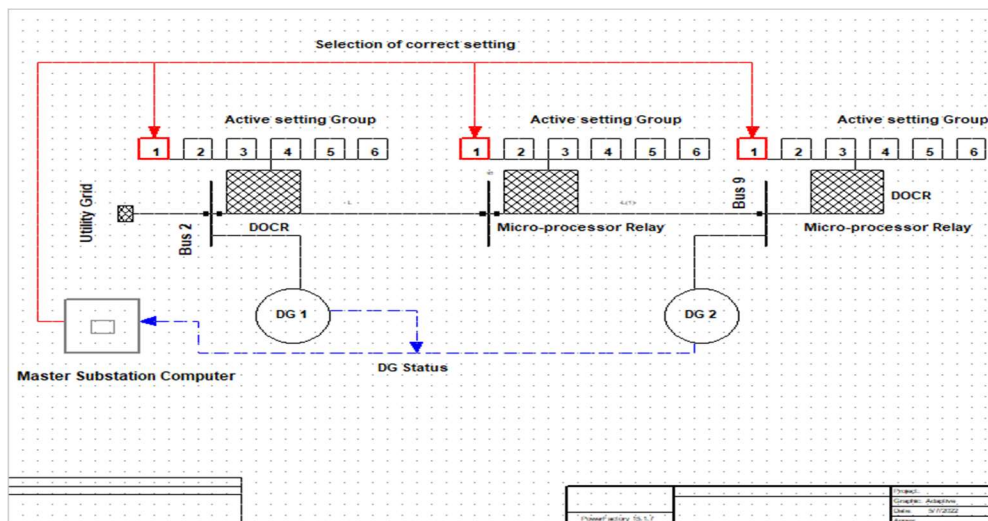 Selection of correct setting
Active setting Group
Active setting Group
Active setting Group
1 2 3 4 5 6
1 2 3 4 5 6
1 2 3 4 5 6
Utility Grid
Bus 2
Bus 9
DOCR
DOCR
Micro-processor Relay
Micro-processor Relay
DG 1
DG 2
DG Status
Master Substation Computer
PowerFactory 15.1.7
Project:
Graphic: Adaptive
Date: 5/7/2022
Annex: